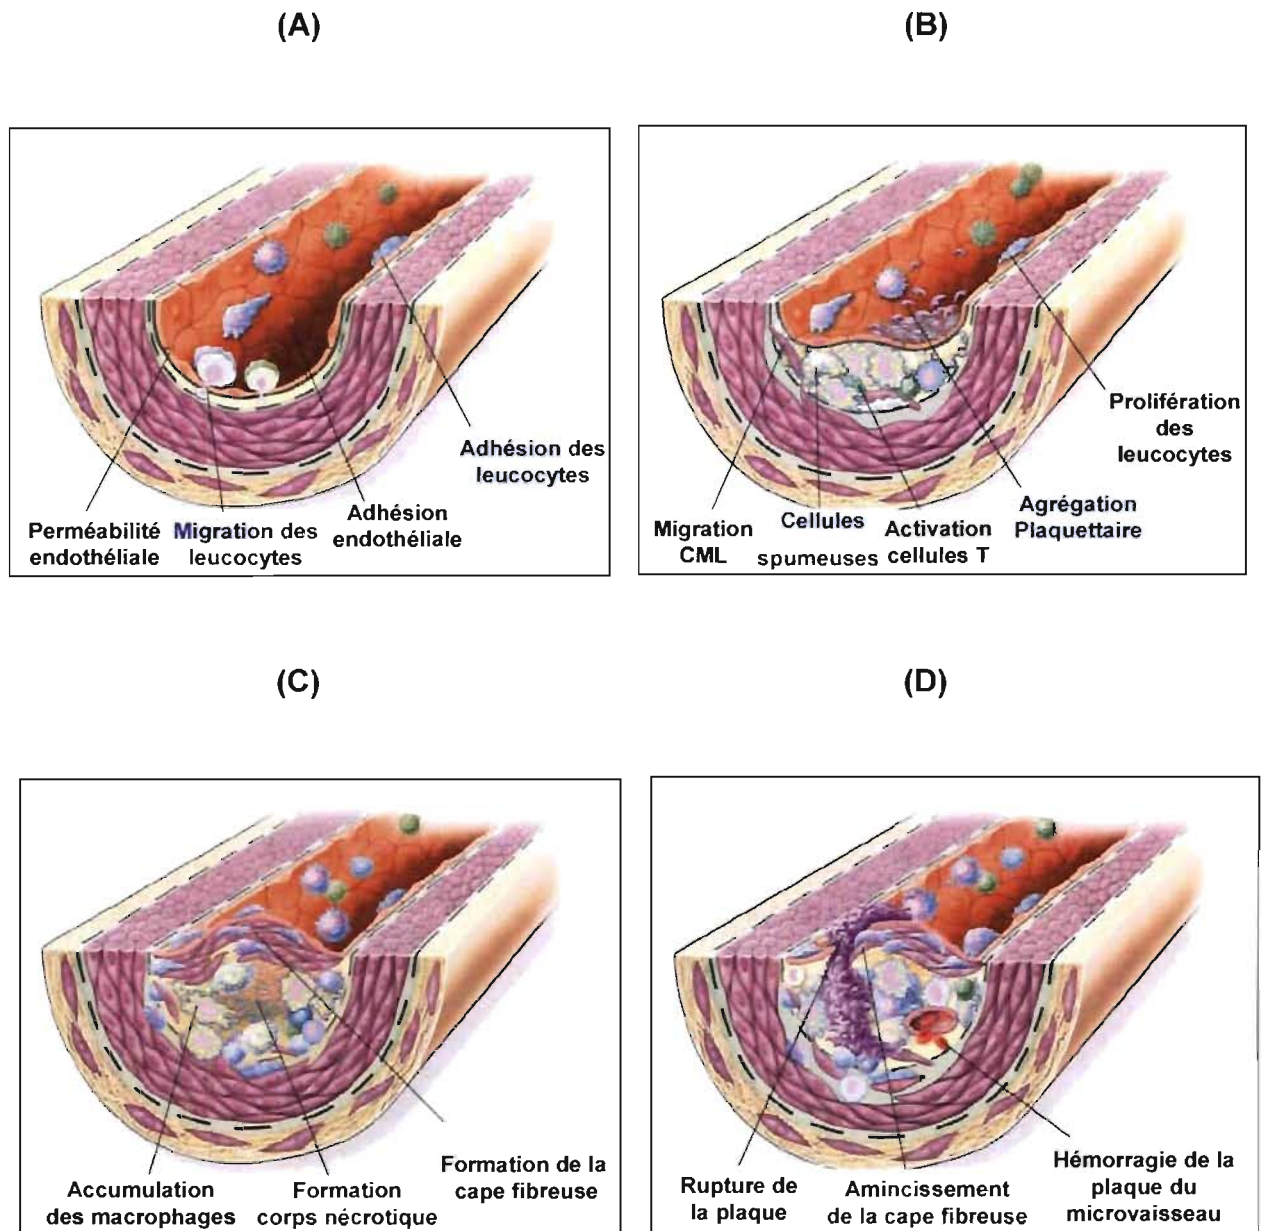 (A)
(B)
Perméabilité
endothéliale
Migration des
leucocytes
Adhésion
endothéliale
Adhésion des
leucocytes
Migration
CML
Cellules
spumeuses
Activation
cellules T
Agrégation
Plaquettaire
Prolifération
des
leucocytes
(C)
(D)
Accumulation
des macrophages
Formation
corps nécrotique
Formation de la
cape fibreuse
Rupture de
la plaque
Amincissement
de la cape fibreuse
Hémorragie de la
plaque du
microvaisseau